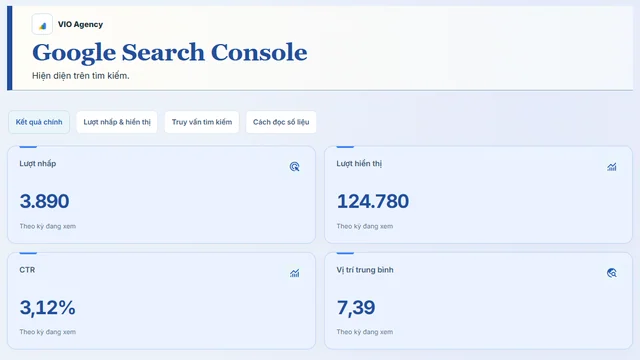 VIO Agency
Google Search Console
Hiện diện trên tìm kiếm.
Kết quả chính
Lượt nhấp & hiển thị
Truy vấn tìm kiếm
Cách đọc số liệu
Lượt nhấp
3.890
Theo kỳ đang xem
Lượt hiển thị
124.780
Theo kỳ đang xem
CTR
3,12%
Theo kỳ đang xem
Vị trí trung bình
7,39
Theo kỳ đang xem